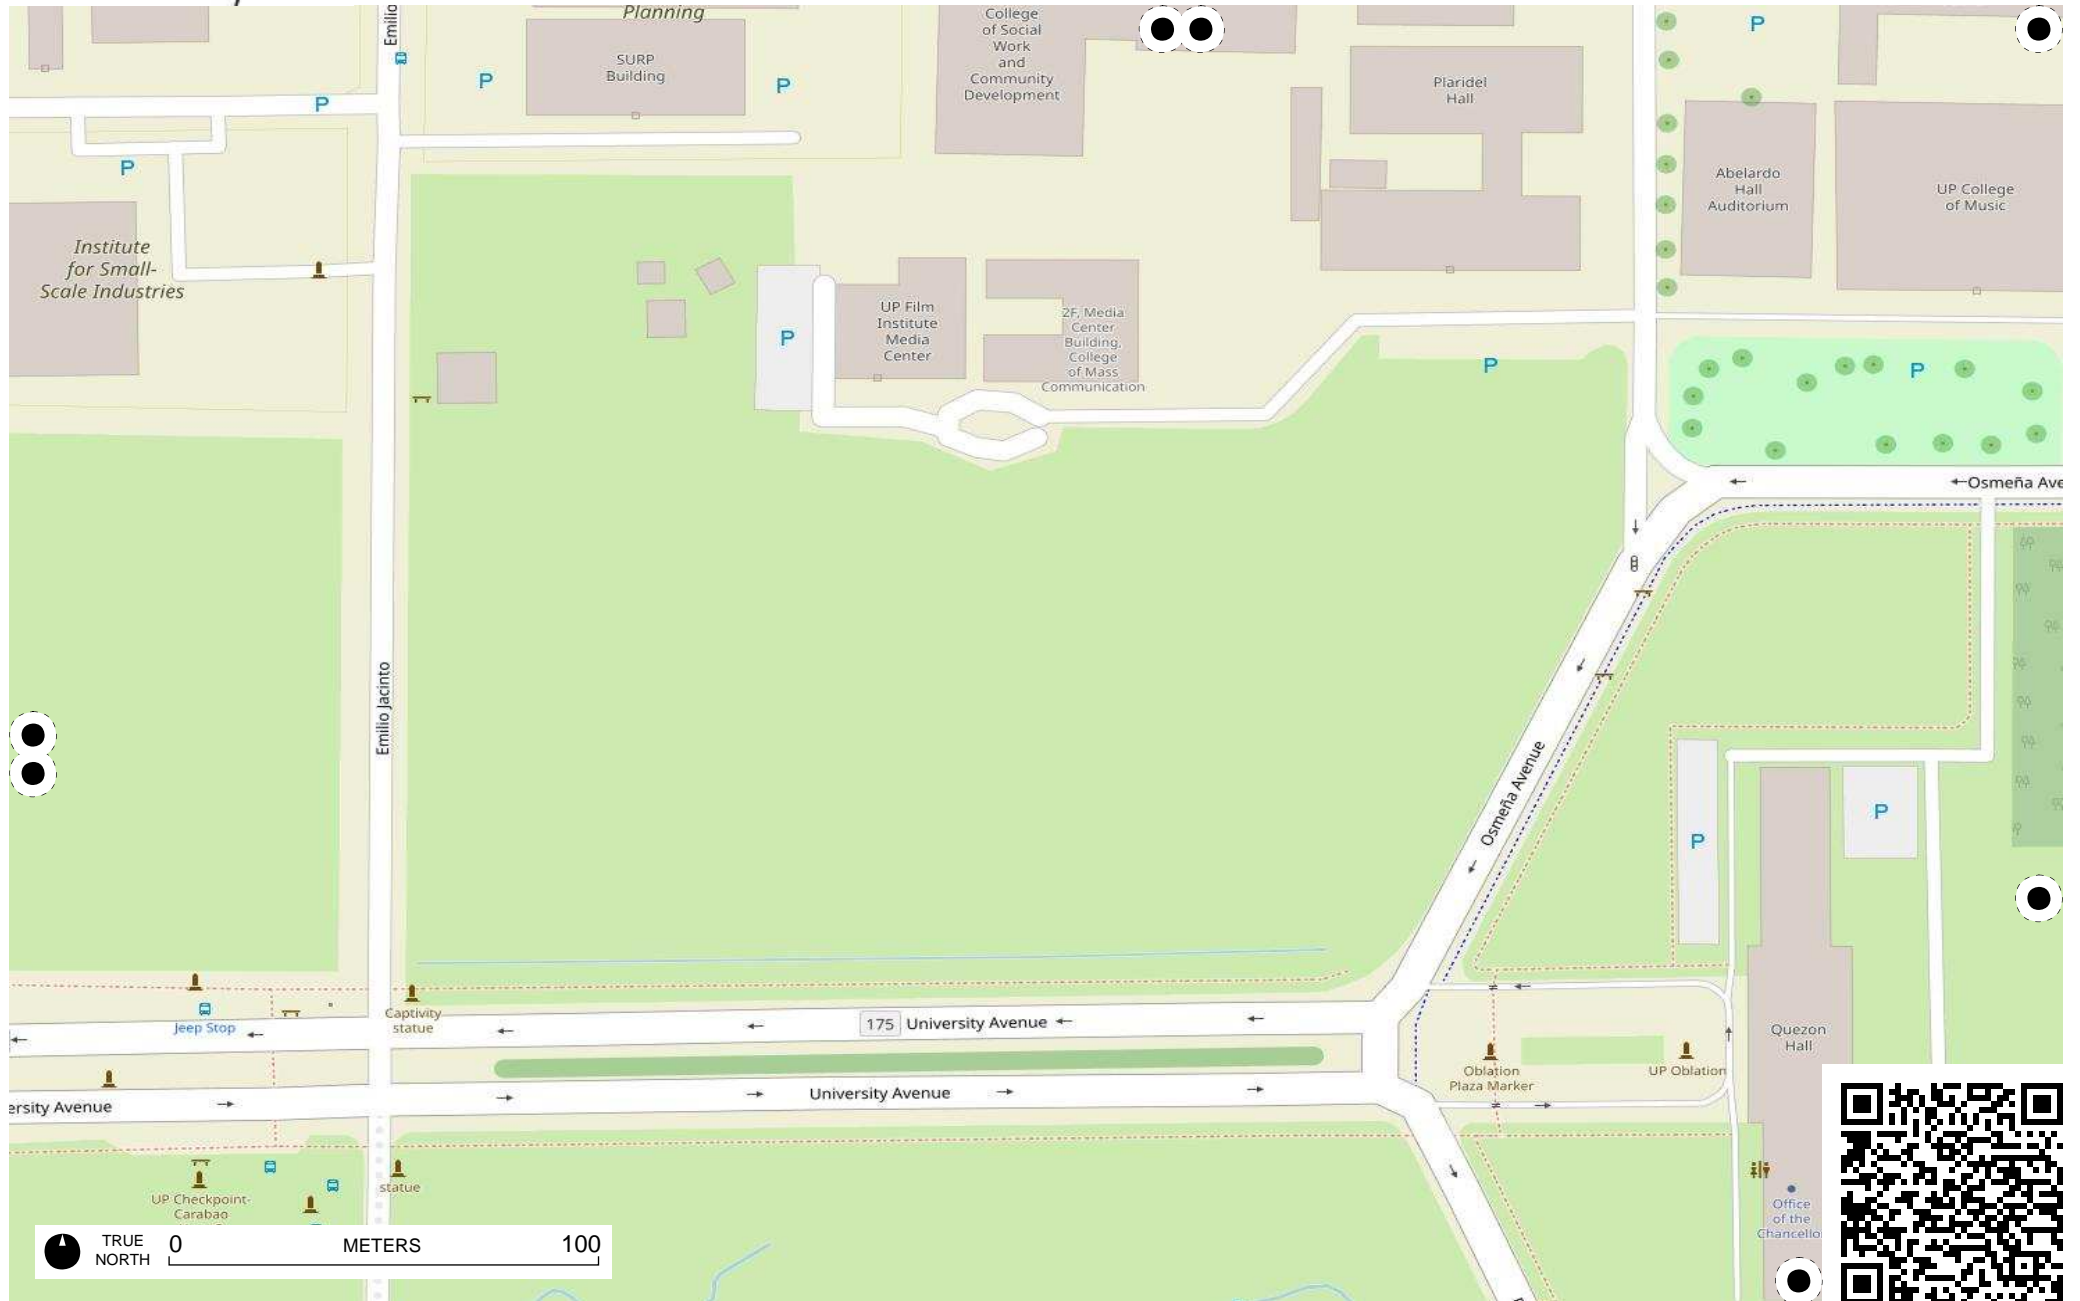 Planning
Emilio
College
of Social
Work
and
Community
Development
SURP
Building
P
P
P
P
Plaridel
Hall
P
Abelardo
Hall
Auditorium
UP College
of Music
Institute
for Small-
Scale Industries
P
UP Film
Institute
Media
Center
2F, Media
Center
Building,
College
of Mass
Communication
P
P
Osmeña Ave
Emilio Jacinto
Osmeña Avenue
P
P
Captivity
statue
Jeep Stop
175 University Avenue
Quezon
Hall
Oblation
Plaza Marker
UP Oblation
University Avenue
ersity Avenue
statue
UP Checkpoint-
Carabao
Office
of the
Chancello
TRUE
NORTH
0 METERS 100